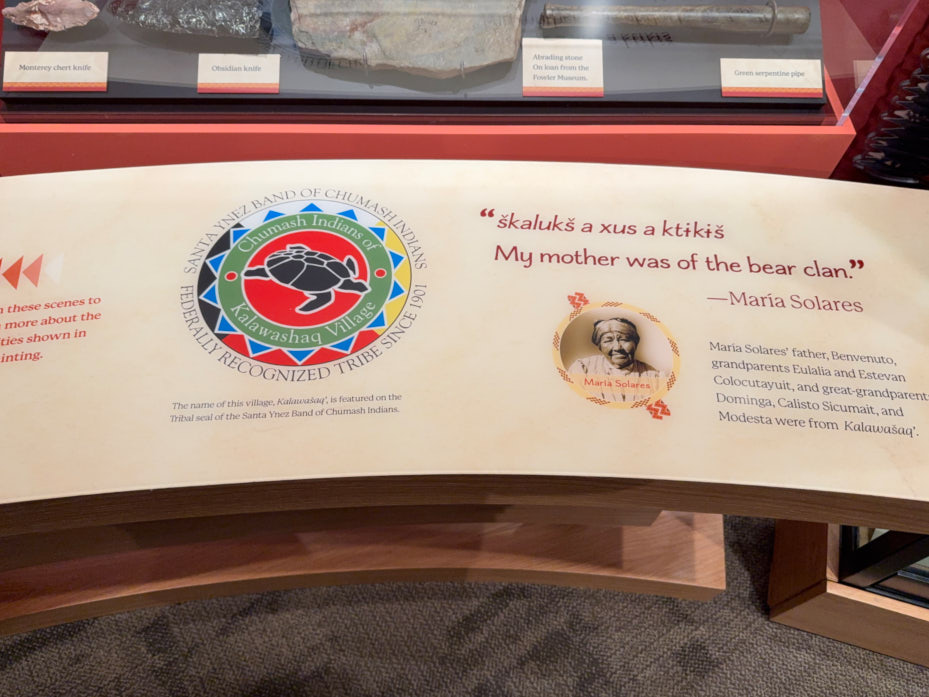 Monterey chert knife
Obsidian knife
Abrading stone
On loan from the
Fowler Museum.
Green serpentine pipe
these scenes to
more about the
shown in
SANTA YNEZ BAND OF CHUMASH INDIANS
FEDERALLY RECOGNIZED TRIBE SINCE 1901
Chumash Indians of
Kalawashaq Village
The name of this village, Kalawašaq', is featured on the
Tribal seal of the Santa Ynez Band of Chumash Indians.
“škalukš a xus a ktɨkɨš
My mother was of the bear clan.”
—María Solares
María Solares
María Solares' father, Benvenuto,
grandparents Eulalia and Estevan
Colocutayuit, and great-grandparents
Dominga, Calisto Sicumait, and
Modesta were from Kalawašaq'.